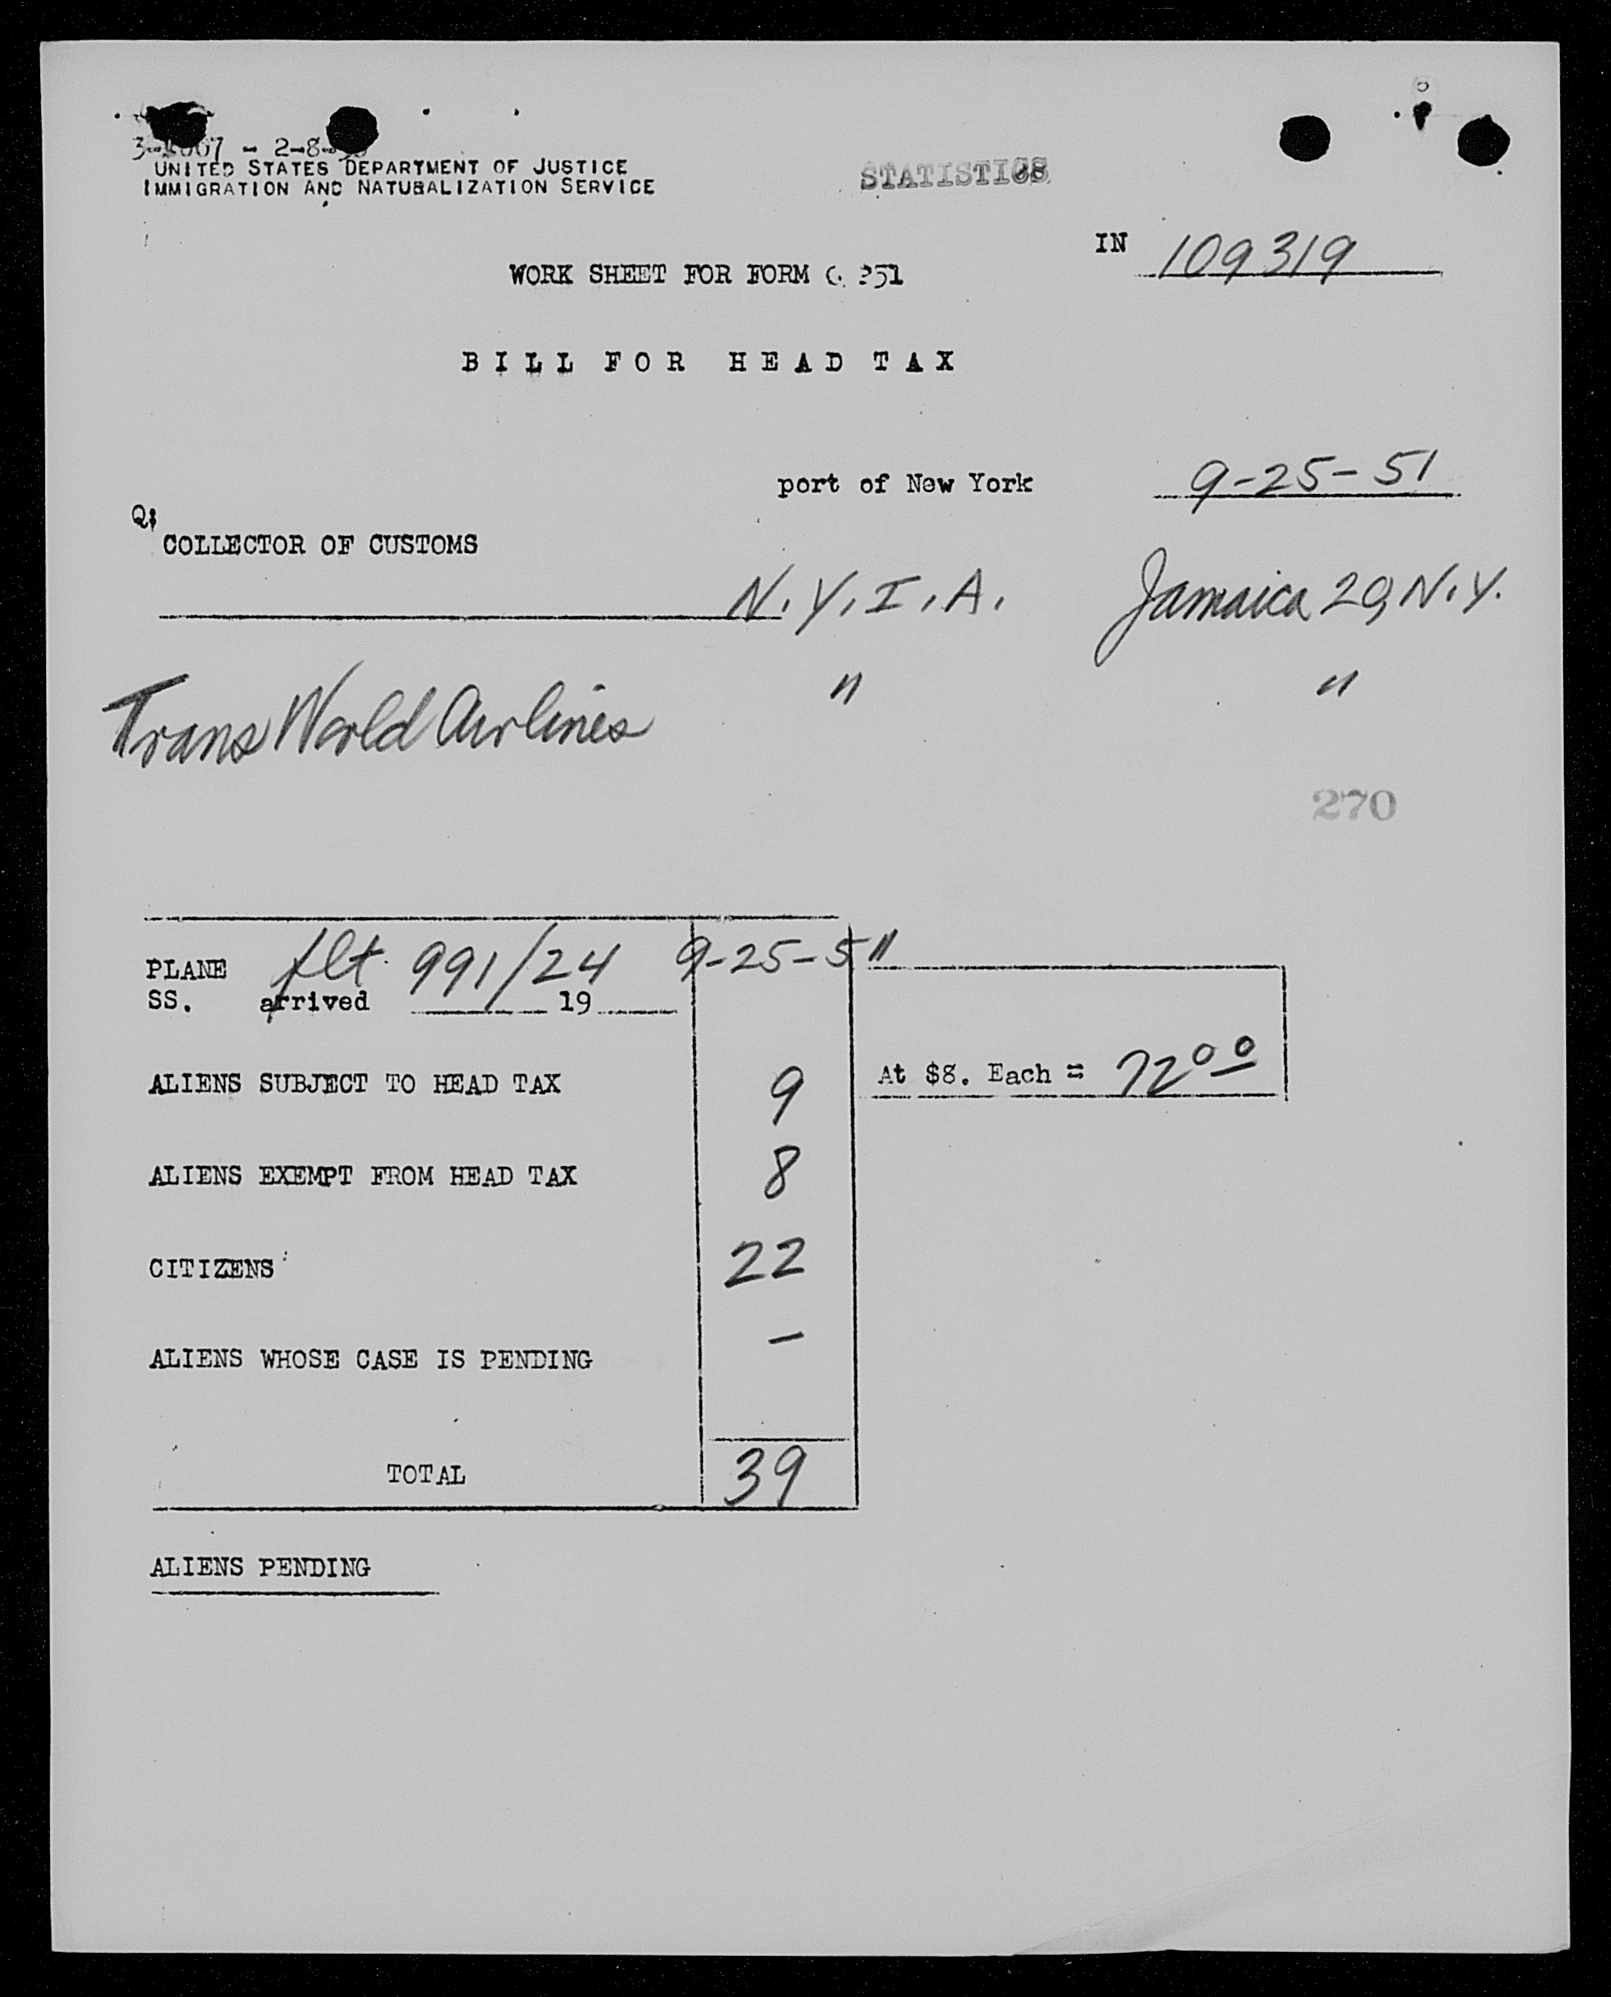 UNITED STATES DEPARTMENT OF JUSTICE
IMMIGRATION AND NATURALIZATION SERVICE
STATISTICS
IN 109319
WORK SHEET FOR FORM 
BILL FOR HEAD TAX
port of New York 9-25-51
COLLECTOR OF CUSTOMS
N.Y.I.A. Jamaica 20, N.Y.
Trans World Airlines " "
270
PLANE flt. 991/24 9-25-51
SS. arrived 19
ALIENS SUBJECT TO HEAD TAX 9 At $8. Each = 72 00
ALIENS EXEMPT FROM HEAD TAX 8
CITIZENS 22
ALIENS WHOSE CASE IS PENDING -
TOTAL 39
ALIENS PENDING